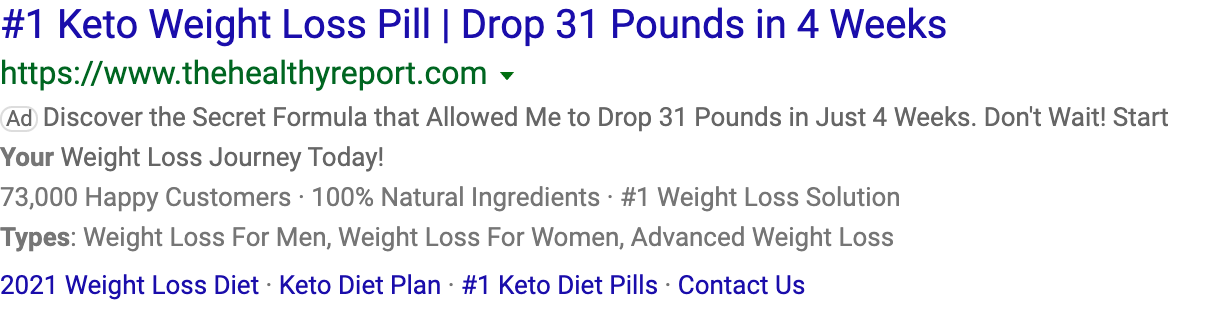 #1 Keto Weight Loss Pill | Drop 31 Pounds in 4 Weeks
https://www.thehealthyreport.com
Ad Discover the Secret Formula that Allowed Me to Drop 31 Pounds in Just 4 Weeks. Don't Wait! Start
Your Weight Loss Journey Today!
73,000 Happy Customers · 100% Natural Ingredients · #1 Weight Loss Solution
Types: Weight Loss For Men, Weight Loss For Women, Advanced Weight Loss
2021 Weight Loss Diet · Keto Diet Plan · #1 Keto Diet Pills · Contact Us